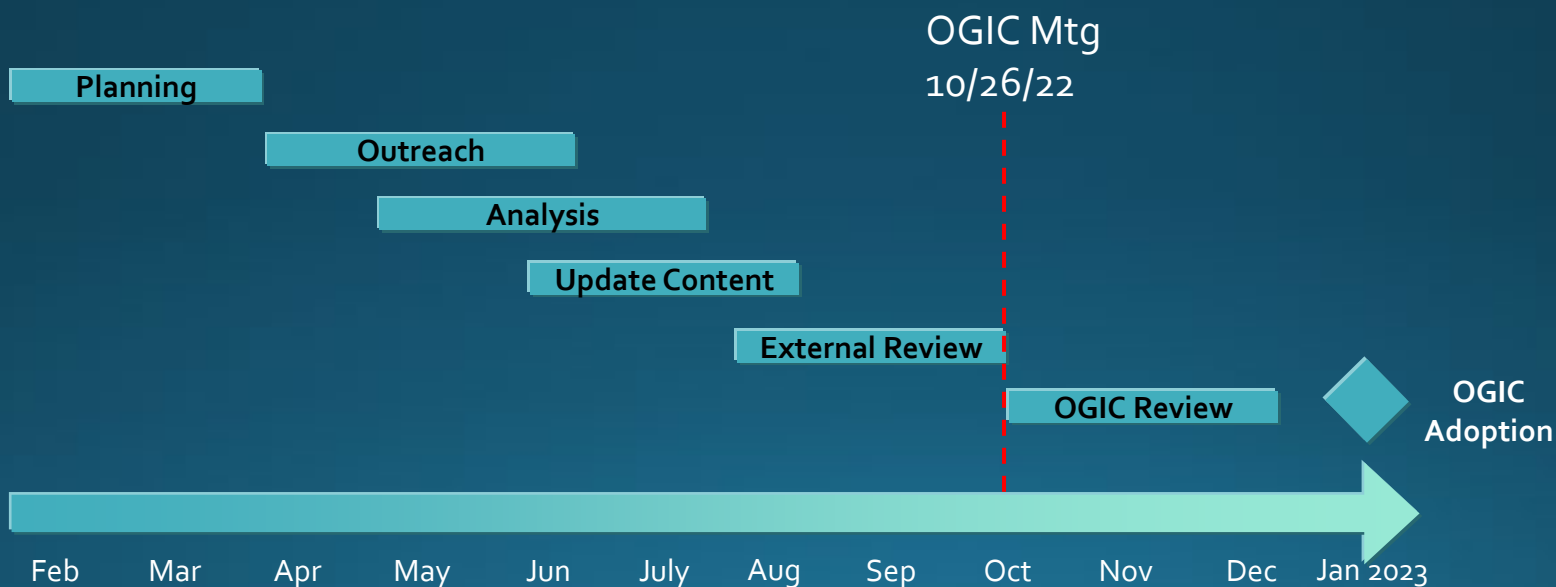 OGIC Mtg
10/26/22
Planning
Outreach
Analysis
Update Content
External Review
OGIC Review
OGIC
Adoption
Feb Mar Apr May Jun July Aug Sep Oct Nov Dec Jan 2023